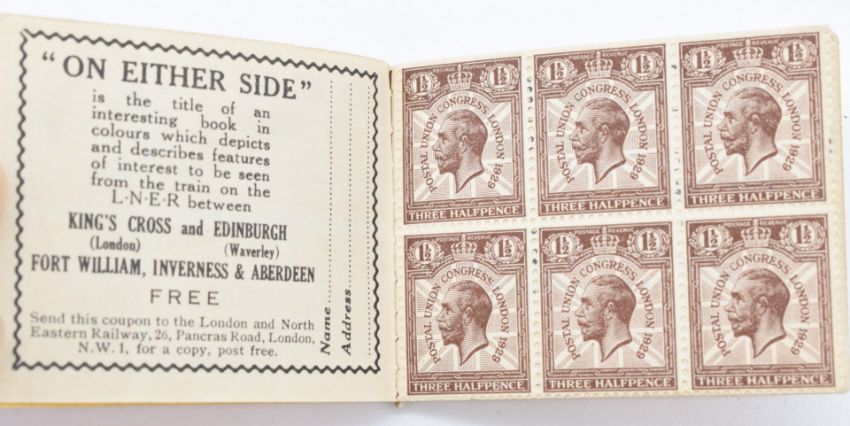 "ON EITHER SIDE"
is the title of an
interesting book in
colours which depicts
and describes features
of interest to be seen
from the train on the
L·N·E·R between
KING'S CROSS and EDINBURGH
(London) (Waverley)
FORT WILLIAM, INVERNESS & ABERDEEN
FREE
Send this coupon to the London and North
Eastern Railway, 26, Pancras Road, London,
N.W.1, for a copy, post free.
Name
Address
POSTAGE REVENUE
1½ 1½
POSTAL UNION CONGRESS LONDON 1929
THREE HALFPENCE
POSTAGE REVENUE
1½ 1½
POSTAL UNION CONGRESS LONDON 1929
THREE HALFPENCE
POSTAGE REVENUE
1½ 1½
POSTAL UNION CONGRESS LONDON 1929
THREE HALFPENCE
POSTAGE REVENUE
1½ 1½
POSTAL UNION CONGRESS LONDON 1929
THREE HALFPENCE
POSTAGE REVENUE
1½ 1½
POSTAL UNION CONGRESS LONDON 1929
THREE HALFPENCE
POSTAGE REVENUE
1½ 1½
POSTAL UNION CONGRESS LONDON 1929
THREE HALFPENCE